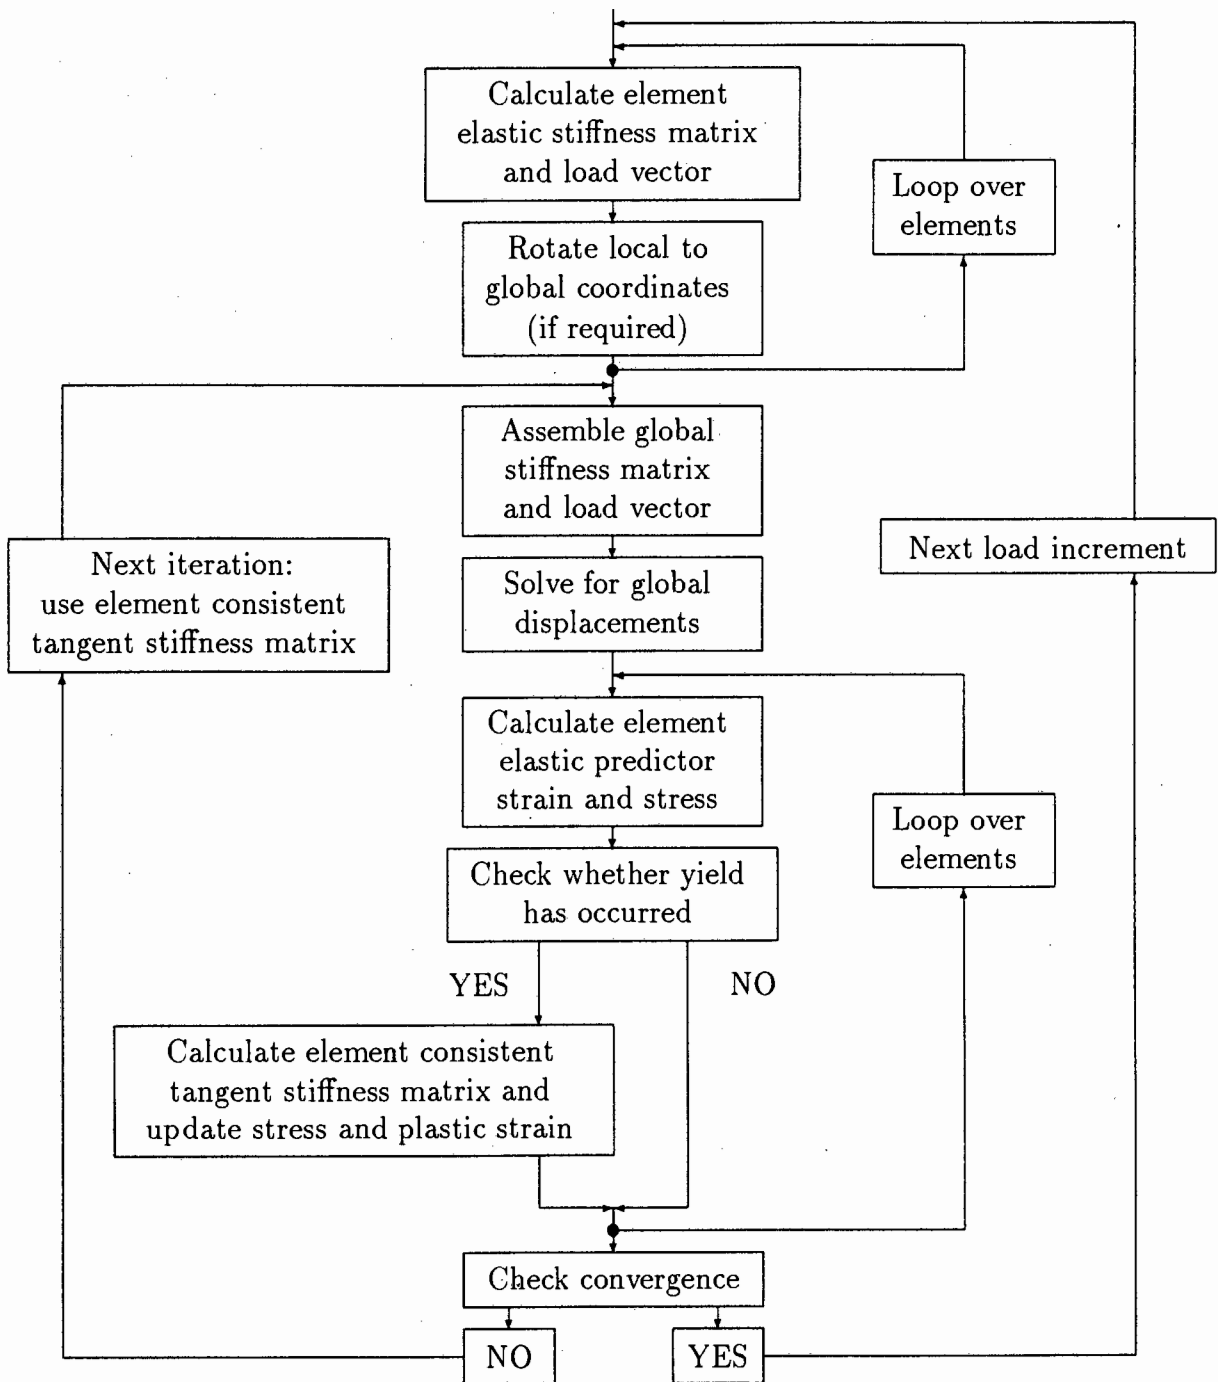 Calculate element
elastic stiffness matrix
and load vector
Loop over
elements
Rotate local to
global coordinates
(if required)
Assemble global
stiffness matrix
and load vector
Next load increment
Next iteration:
use element consistent
tangent stiffness matrix
Solve for global
displacements
Calculate element
elastic predictor
strain and stress
Loop over
elements
Check whether yield
has occurred
YES
NO
Calculate element consistent
tangent stiffness matrix and
update stress and plastic strain
Check convergence
NO
YES